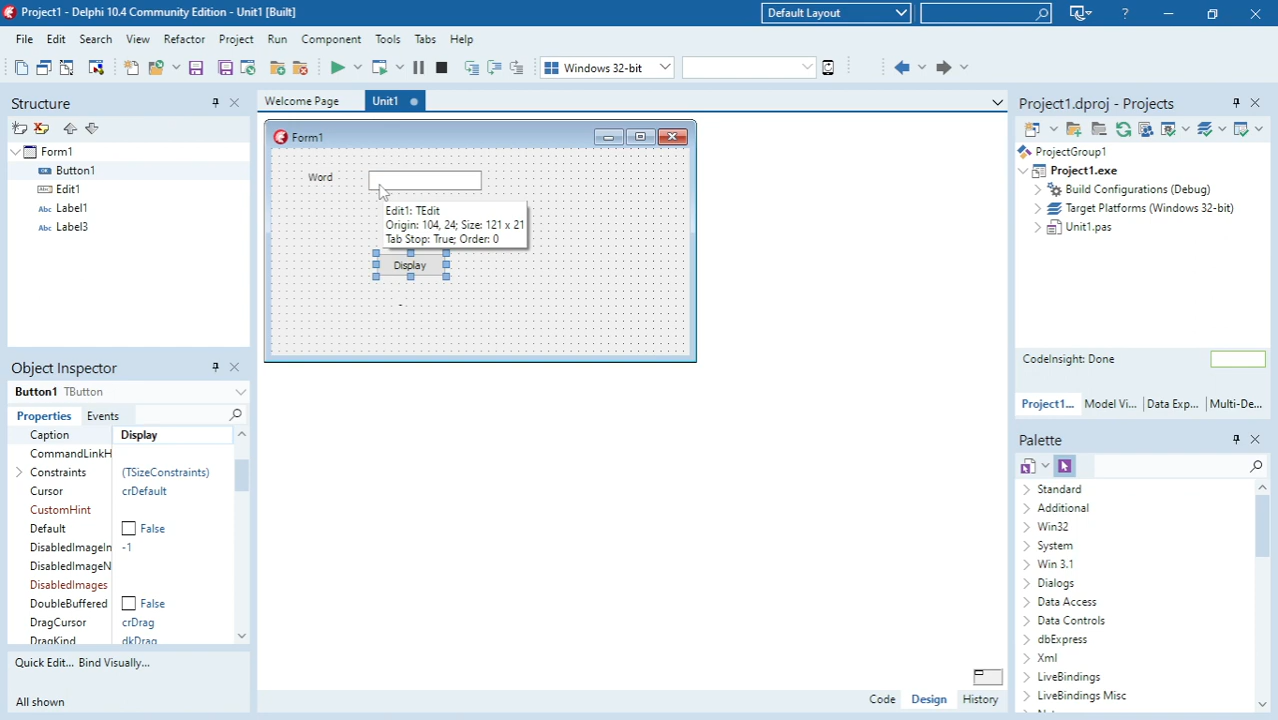 Project1 - Delphi 10.4 Community Edition - Unit1 [Built]
Default Layout
?
File Edit Search View Refactor Project Run Component Tools Tabs Help
Windows 32-bit
Structure
Form1
Button1
Edit1
Label1
Label3
Welcome Page
Unit1
Form1
Word
Edit1: TEdit
Origin: 104, 24; Size: 121 x 21
Tab Stop: True; Order: 0
Display
-
Object Inspector
Button1 TButton
Properties Events
Caption Display
CommandLinkH
Constraints (TSizeConstraints)
Cursor crDefault
CustomHint
Default False
DisabledImageIn -1
DisabledImageN
DisabledImages
DoubleBuffered False
DragCursor crDrag
DragKind dkDrag
Quick Edit... Bind Visually...
All shown
Code Design History
Project1.dproj - Projects
ProjectGroup1
Project1.exe
Build Configurations (Debug)
Target Platforms (Windows 32-bit)
Unit1.pas
CodeInsight: Done
Project1... Model Vi... Data Exp... Multi-De...
Palette
Standard
Additional
Win32
System
Win 3.1
Dialogs
Data Access
Data Controls
dbExpress
Xml
LiveBindings
LiveBindings Misc